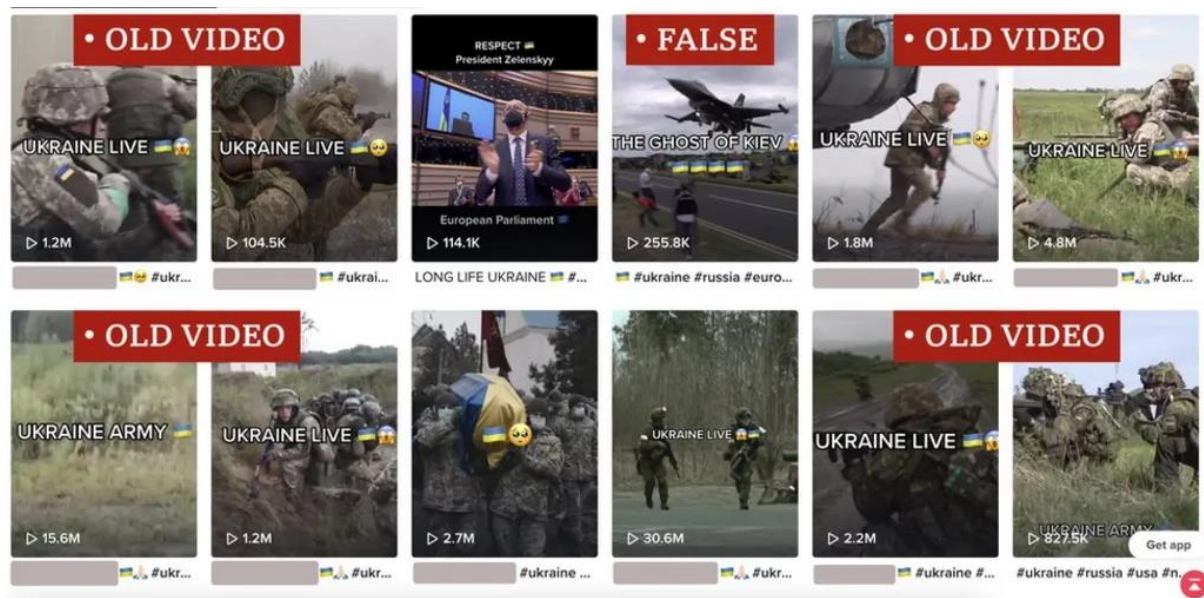 • OLD VIDEO
UKRAINE LIVE 🇺🇦😱
▷ 1.2M
🇺🇦🥺 #ukr...
UKRAINE LIVE 🇺🇦🥺
▷ 104.5K
🇺🇦 #ukrai...
RESPECT 🇺🇦
President Zelenskyy
European Parliament 🇪🇺
▷ 114.1K
LONG LIFE UKRAINE 🇺🇦 #...
• FALSE
THE GHOST OF KIEV 😱
🇺🇦🇺🇦🇺🇦🇺🇦
▷ 255.8K
🇺🇦 #ukraine #russia #euro...
• OLD VIDEO
UKRAINE LIVE 🇺🇦🥺
▷ 1.8M
🇺🇦🙏🏻 #ukr...
UKRAINE LIVE 🇺🇦😱
▷ 4.8M
🇺🇦🙏🏻 #ukr...
• OLD VIDEO
UKRAINE ARMY 🇺🇦
▷ 15.6M
🇺🇦🙏🏻 #ukr...
UKRAINE LIVE 🇺🇦😱
▷ 1.2M
🇺🇦🙏🏻 #ukr...
🇺🇦🥺
▷ 2.7M
#ukraine ...
UKRAINE LIVE 😱🇺🇦
▷ 30.6M
🇺🇦🙏🏻 #ukr...
• OLD VIDEO
UKRAINE LIVE 🇺🇦😱
▷ 2.2M
🇺🇦 #ukraine #...
UKRAINE ARMY 🇺🇦
▷ 827.5K
Get app
#ukraine #russia #usa #n...